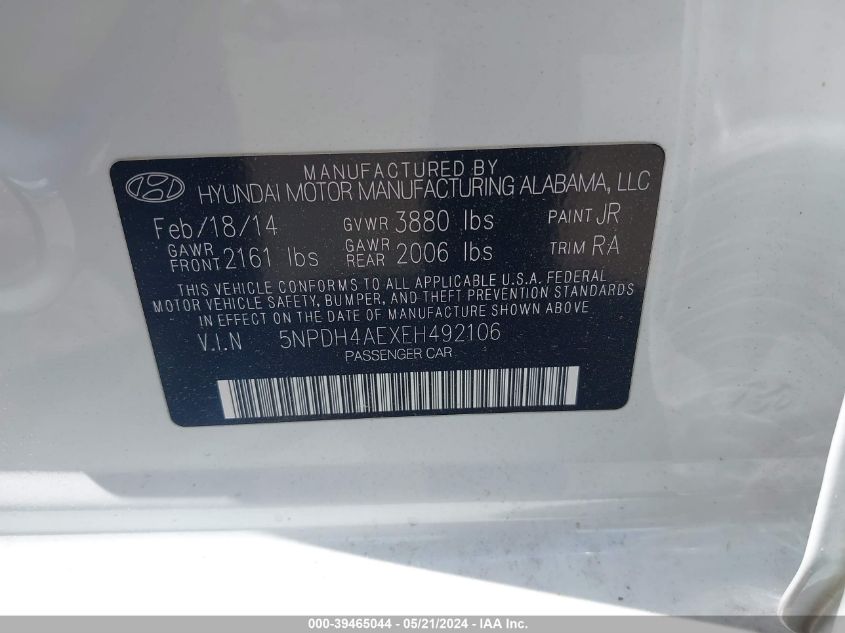 MANUFACTURED BY
HYUNDAI MOTOR MANUFACTURING ALABAMA, LLC
Feb/18/14 GVWR 3880 lbs PAINT JR
GAWR FRONT 2161 lbs GAWR REAR 2006 lbs TRIM RA
THIS VEHICLE CONFORMS TO ALL APPLICABLE U.S.A. FEDERAL
MOTOR VEHICLE SAFETY, BUMPER, AND THEFT PREVENTION STANDARDS
IN EFFECT ON THE DATE OF MANUFACTURE SHOWN ABOVE
V.I.N 5NPDH4AEXEH492106
PASSENGER CAR
000-39465044 - 05/21/2024 - IAA Inc.